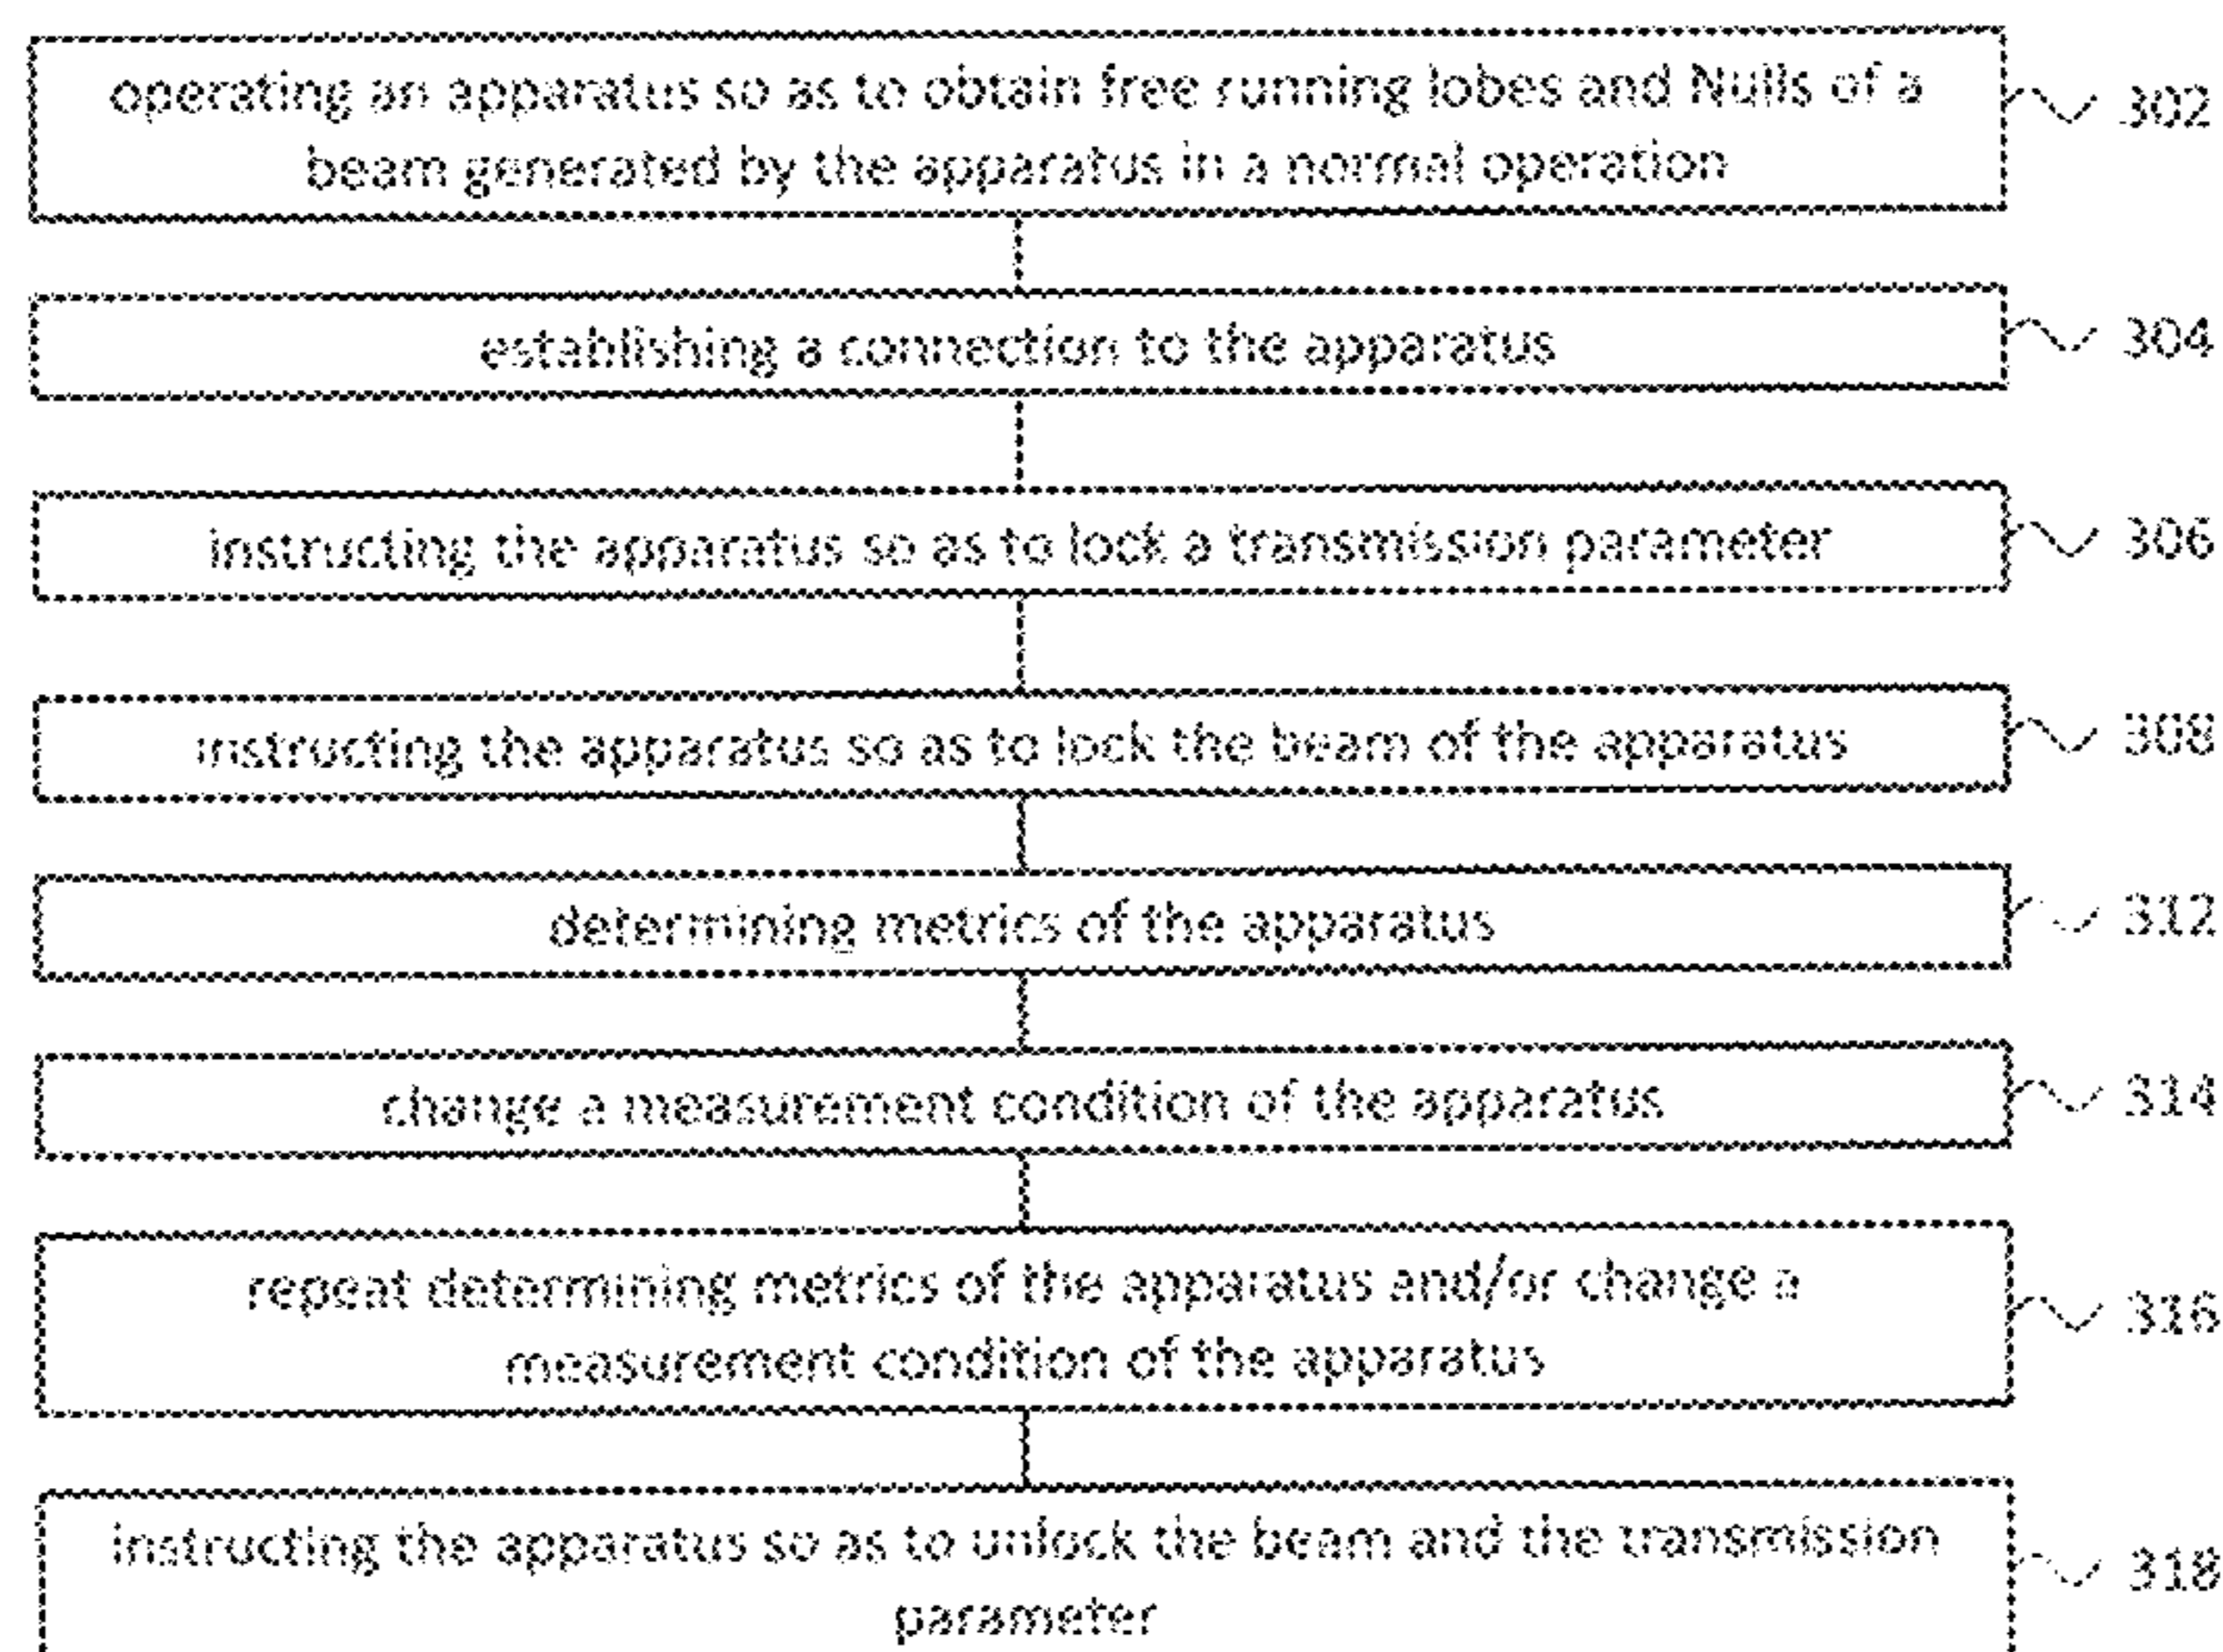 operating an apparatus so as to obtain free running lobes and Nulls of a
beam generated by the apparatus in a normal operation
302
establishing a connection to the apparatus
304
instructing the apparatus so as to lock a transmission parameter
306
instructing the apparatus so as to lock the beam of the apparatus
308
determining metrics of the apparatus
312
change a measurement condition of the apparatus
314
repeat determining metrics of the apparatus and/or change a
measurement condition of the apparatus
316
instructing the apparatus so as to unlock the beam and the transmission
parameter
318